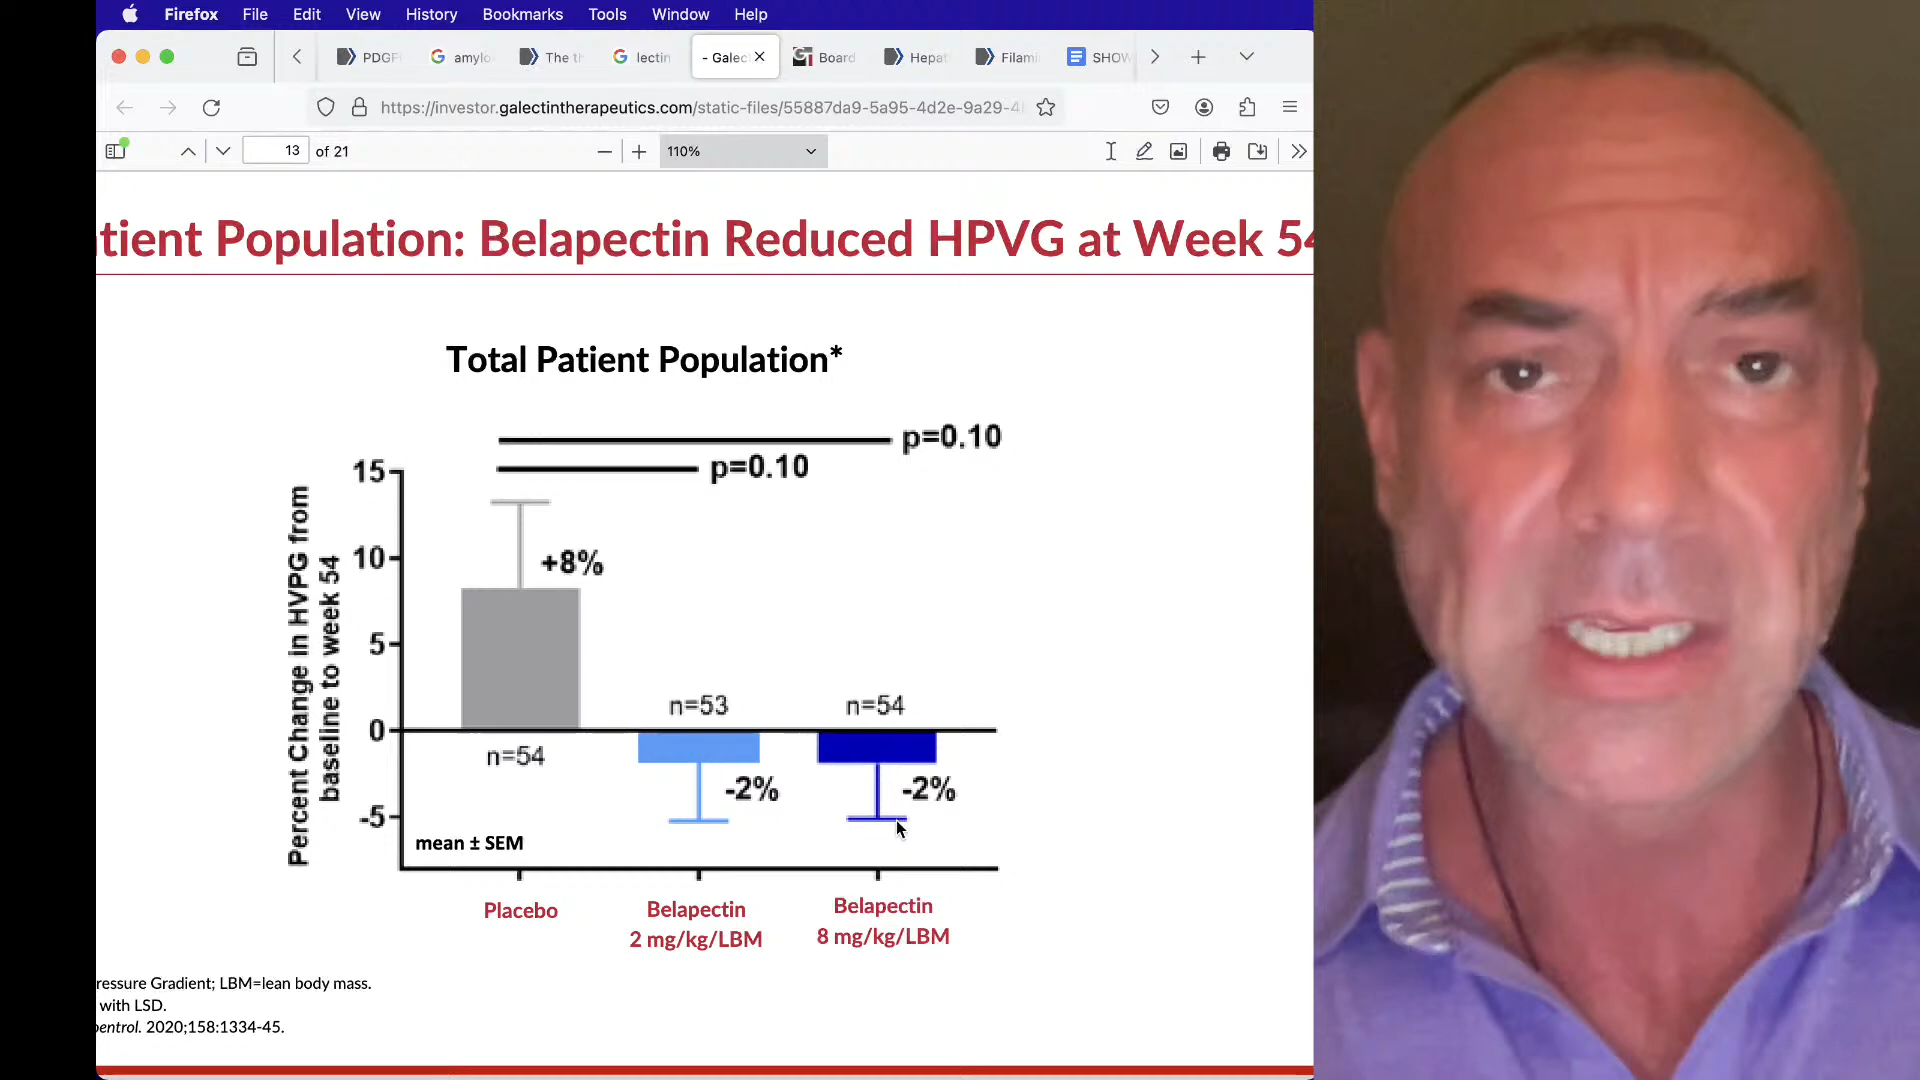 Firefox File Edit View History Bookmarks Tools Window Help
PDGF amylo The th lectin - Galec Board Hepat Filami SHOW
https://investor.galectintherapeutics.com/static-files/55887da9-5a95-4d2e-9a29-4
13 of 21
110%
tient Population: Belapectin Reduced HPVG at Week 54
Total Patient Population*
p=0.10
p=0.10
15
10
5
0
-5
Percent Change in HVPG from
baseline to week 54
+8%
n=54
n=53
n=54
-2%
-2%
mean ± SEM
Placebo
Belapectin
2 mg/kg/LBM
Belapectin
8 mg/kg/LBM
ressure Gradient; LBM=lean body mass.
with LSD.
entrol. 2020;158:1334-45.